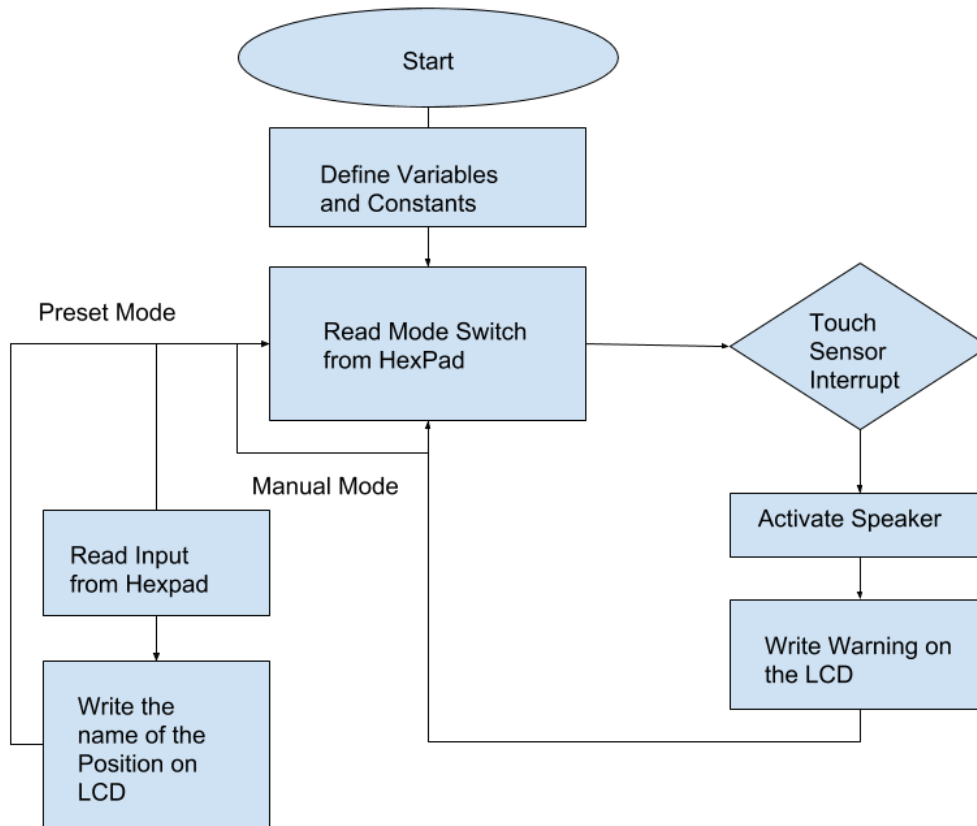 Start
Define Variables
and Constants
Preset Mode
Read Mode Switch
from HexPad
Touch
Sensor
Interrupt
Manual Mode
Activate Speaker
Read Input
from Hexpad
Write Warning on
the LCD
Write the
name of the
Position on
LCD